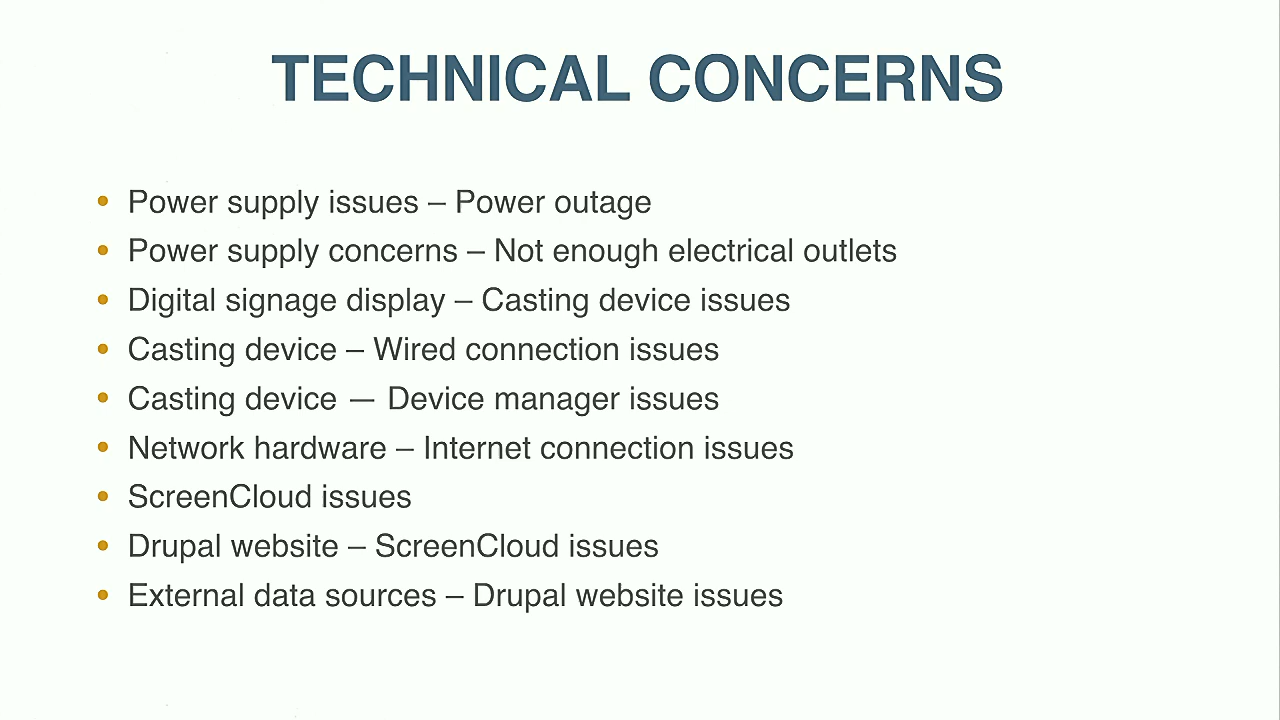 TECHNICAL CONCERNS
• Power supply issues – Power outage
• Power supply concerns – Not enough electrical outlets
• Digital signage display – Casting device issues
• Casting device – Wired connection issues
• Casting device — Device manager issues
• Network hardware – Internet connection issues
• ScreenCloud issues
• Drupal website – ScreenCloud issues
• External data sources – Drupal website issues